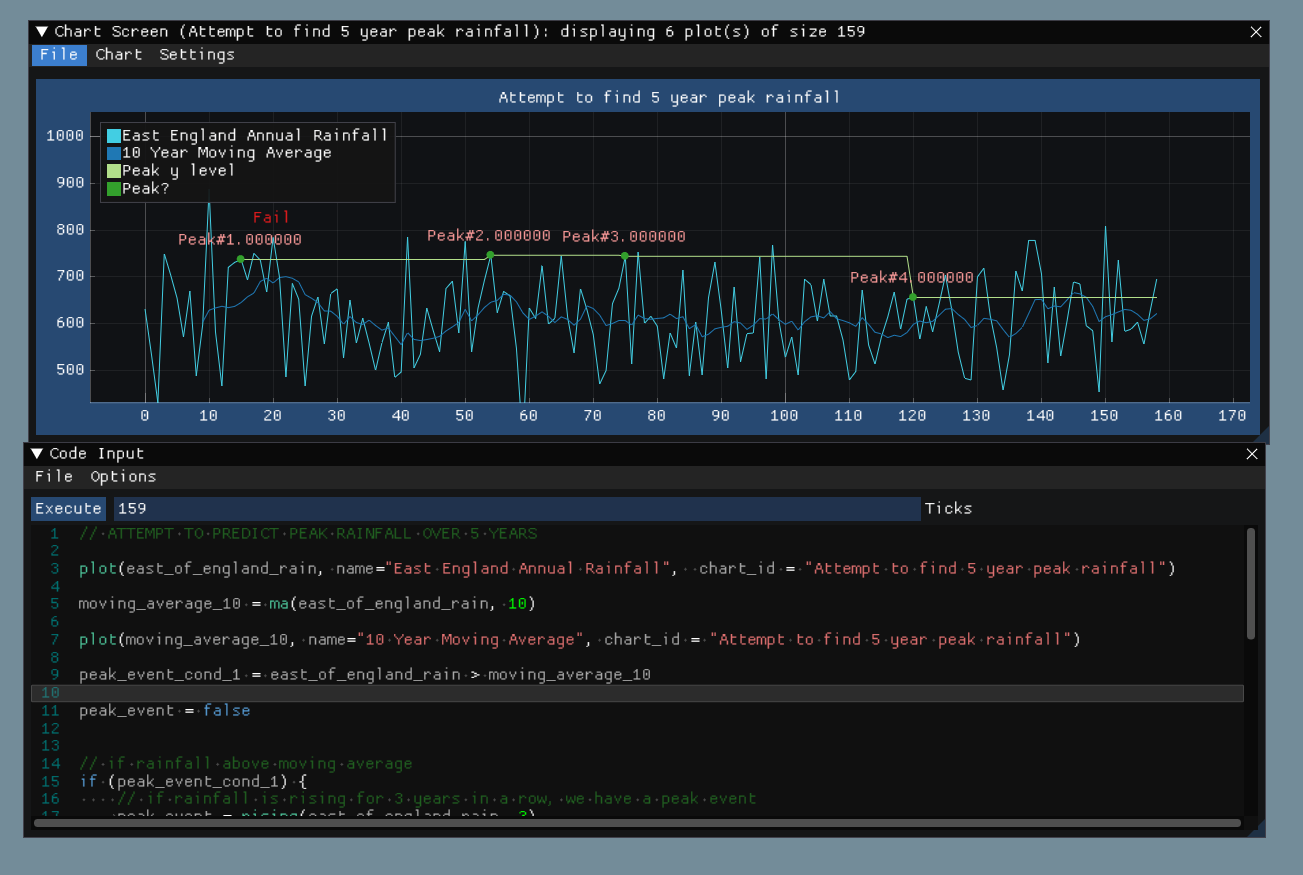 ▼ Chart Screen (Attempt to find 5 year peak rainfall): displaying 6 plot(s) of size 159
File Chart Settings
Attempt to find 5 year peak rainfall
1000
900
800
700
600
500
East England Annual Rainfall
10 Year Moving Average
Peak y level
Peak?
Fail
Peak#1.000000
Peak#2.000000
Peak#3.000000
Peak#4.000000
0 10 20 30 40 50 60 70 80 90 100 110 120 130 140 150 160 170
▼ Code Input
File Options
Execute 159 Ticks
1 // ATTEMPT TO PREDICT PEAK RAINFALL OVER 5 YEARS
2
3 plot(east_of_england_rain, name="East England Annual Rainfall",  chart_id = "Attempt to find 5 year peak rainfall")
4
5 moving_average_10 = ma(east_of_england_rain, 10)
6
7 plot(moving_average_10, name="10 Year Moving Average", chart_id = "Attempt to find 5 year peak rainfall")
8
9 peak_event_cond_1 = east_of_england_rain > moving_average_10
10
11 peak_event = false
12
13
14 // if rainfall above moving average
15 if (peak_event_cond_1) {
16     // if rainfall is rising for 3 years in a row, we have a peak event
17     peak_event = rising(east_of_england_rain, 3)